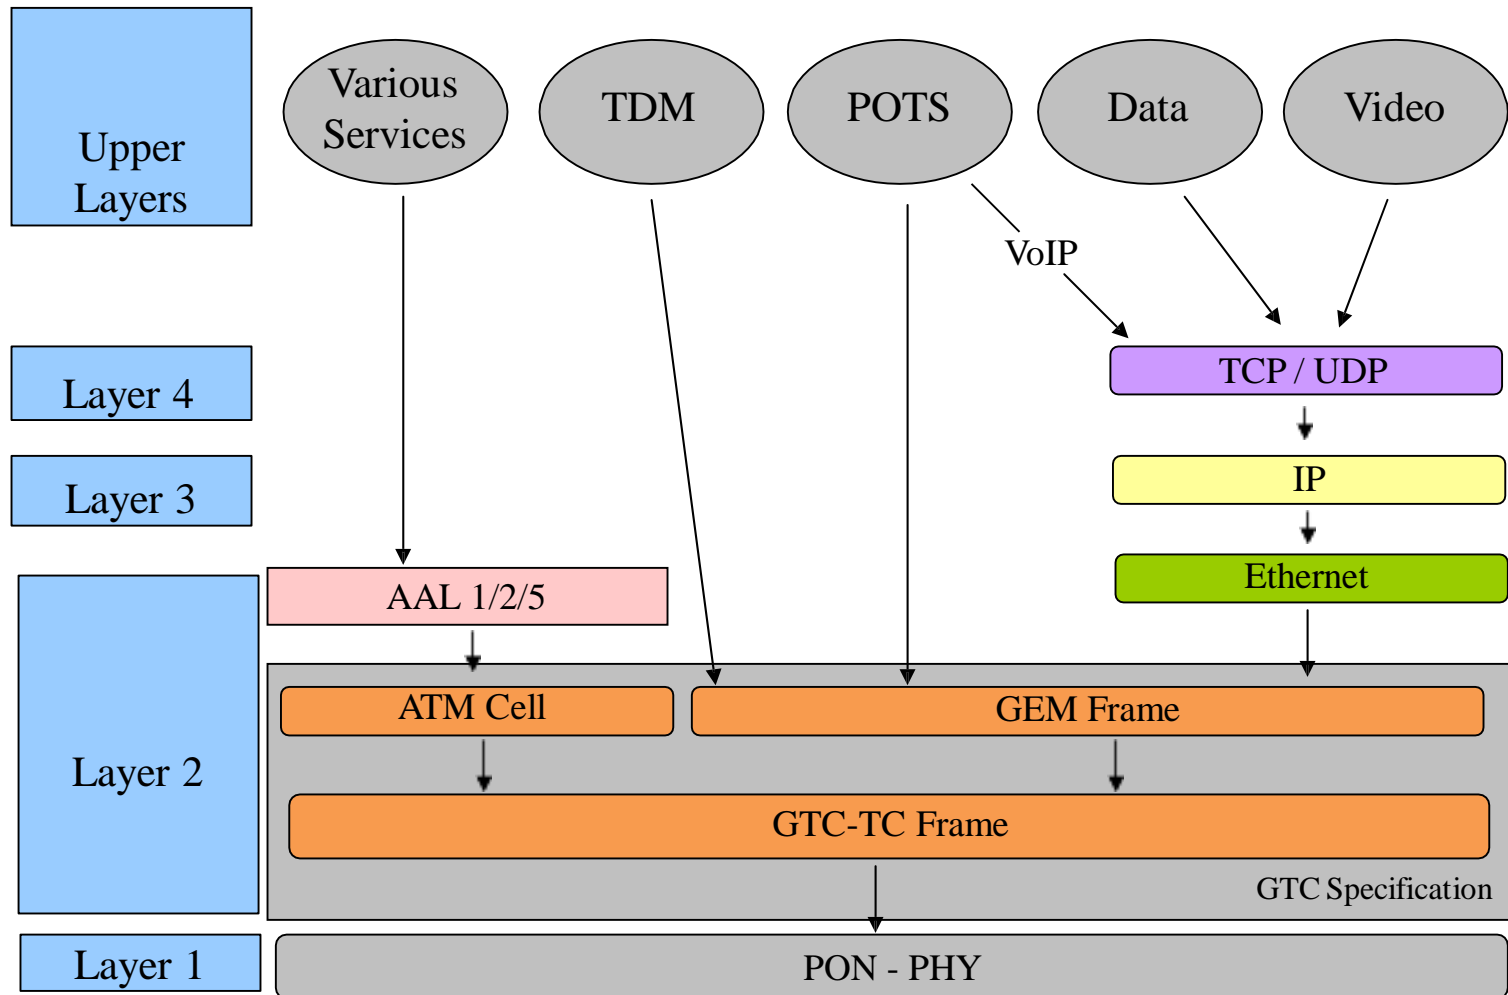 Various
Services
TDM
POTS
Data
Video
Upper
Layers
VoIP
Layer 4
TCP / UDP
Layer 3
IP
Ethernet
AAL 1/2/5
Layer 2
ATM Cell
GEM Frame
GTC-TC Frame
GTC Specification
Layer 1
PON - PHY